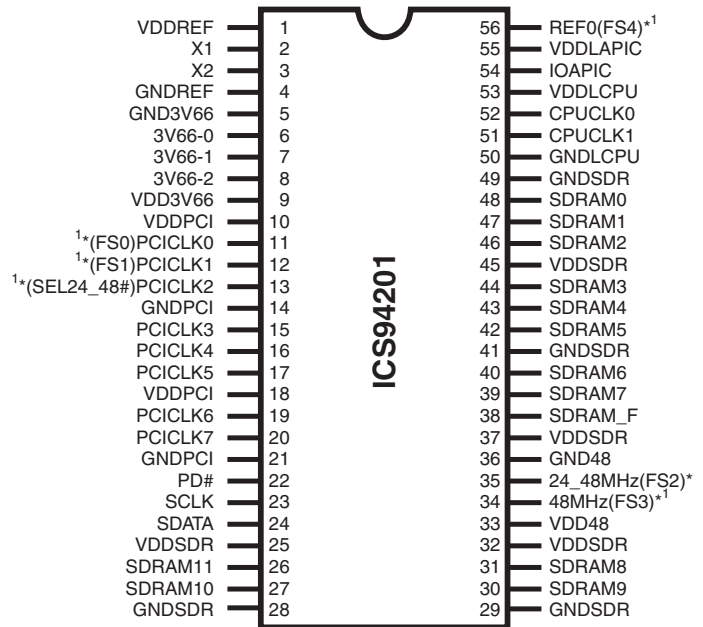 VDDREF 1 56 REF0(FS4)*1
X1 2 55 VDDLAPIC
X2 3 54 IOAPIC
GNDREF 4 53 VDDLCPU
GND3V66 5 52 CPUCLK0
3V66-0 6 51 CPUCLK1
3V66-1 7 50 GNDLCPU
3V66-2 8 49 GNDSDR
VDD3V66 9 48 SDRAM0
VDDPCI 10 47 SDRAM1
1*(FS0)PCICLK0 11 46 SDRAM2
1*(FS1)PCICLK1 12 45 VDDSDR
1*(SEL24_48#)PCICLK2 13 44 SDRAM3
GNDPCI 14 43 SDRAM4
PCICLK3 15 42 SDRAM5
PCICLK4 16 41 GNDSDR
PCICLK5 17 40 SDRAM6
VDDPCI 18 39 SDRAM7
PCICLK6 19 38 SDRAM_F
PCICLK7 20 37 VDDSDR
GNDPCI 21 36 GND48
PD# 22 35 24_48MHz(FS2)*
SCLK 23 34 48MHz(FS3)*1
SDATA 24 33 VDD48
VDDSDR 25 32 VDDSDR
SDRAM11 26 31 SDRAM8
SDRAM10 27 30 SDRAM9
GNDSDR 28 29 GNDSDR
ICS94201